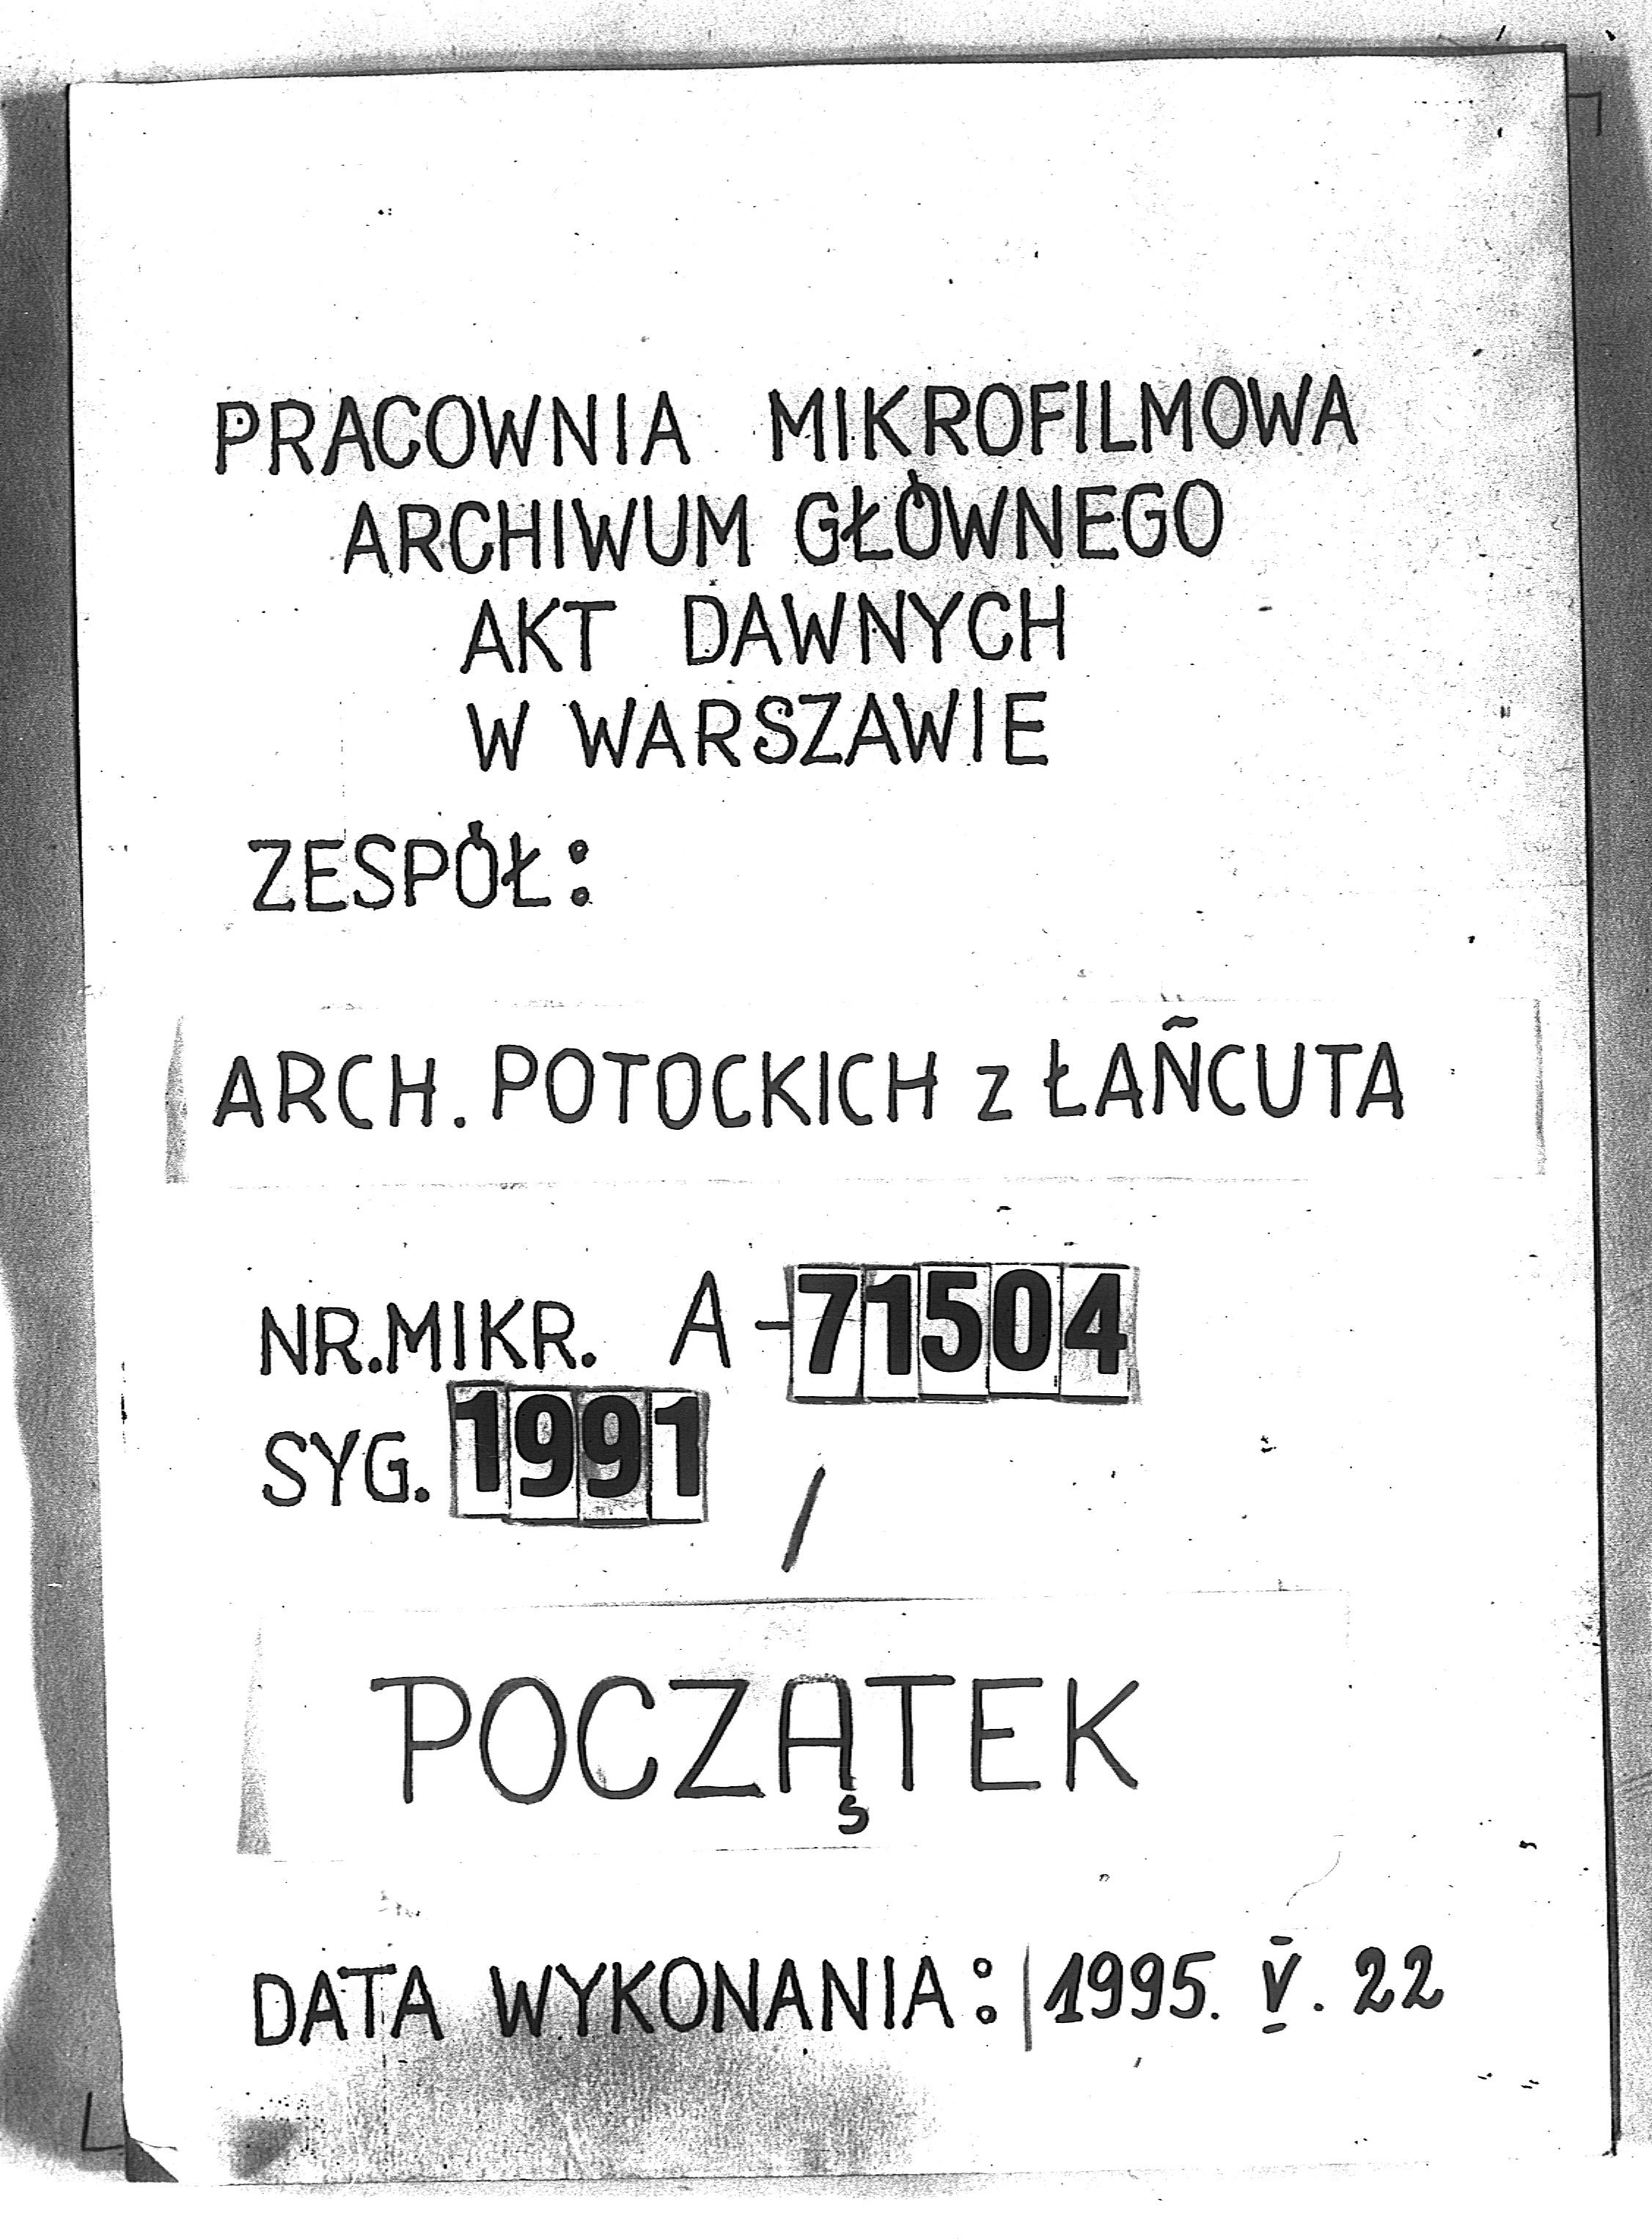 PRACOWNIA MIKROFILMOWA
ARCHIWUM GŁÓWNEGO
AKT DAWNYCH
W WARSZAWIE
ZESPÓŁ:
ARCH. POTOCKICH z ŁAŃCUTA
NR.MIKR. A-71504
SYG. 1991
/
POCZĄTEK
DATA WYKONANIA: 1995. V. 22